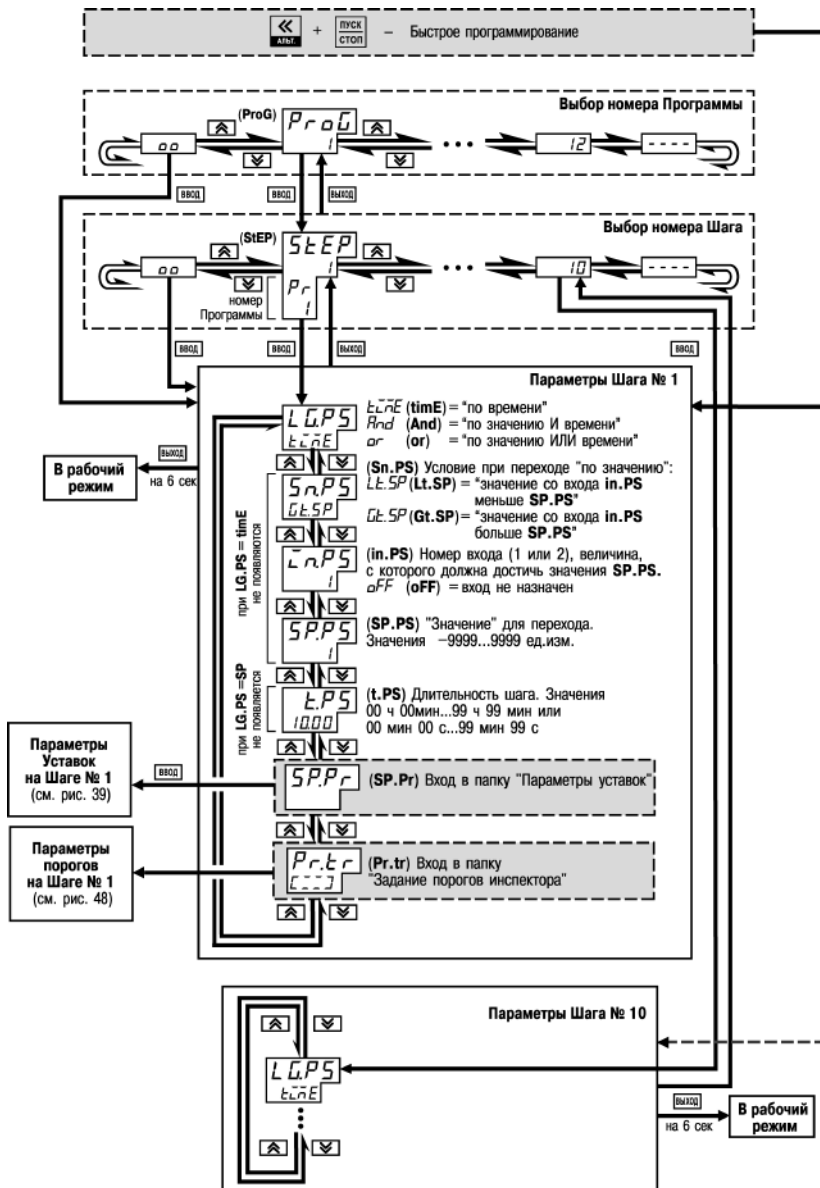 « АЛЬТ. + ПУСК СТОП – Быстрое программирование
Выбор номера Программы
(ProG) ProG
oo 1 ... 12 ----
ВВОД ВВОД ВЫХОД
Выбор номера Шага
(StEP) StEP
oo 1 ... 10 ----
Pr
номер
Программы 1
ВВОД ВВОД ВЫХОД ВВОД
Параметры Шага № 1
LG.PS
timE
timE (timE) = "по времени"
And (And) = "по значению И времени"
or (or) = "по значению ИЛИ времени"
ВЫХОД
на 6 сек
В рабочий
режим
при LG.PS = timE
не появляются
Sn.PS
Gt.SP
(Sn.PS) Условие при переходе "по значению":
Lt.SP (Lt.SP) = "значение со входа in.PS
меньше SP.PS"
Gt.SP (Gt.SP) = "значение со входа in.PS
больше SP.PS"
in.PS
1
(in.PS) Номер входа (1 или 2), величина,
с которого должна достичь значения SP.PS.
oFF (oFF) = вход не назначен
SP.PS
1
(SP.PS) "Значение" для перехода.
Значения –9999...9999 ед.изм.
при LG.PS =SP
не появляется
t.PS
10.00
(t.PS) Длительность шага. Значения
00 ч 00мин...99 ч 99 мин или
00 мин 00 с...99 мин 99 с
Параметры
Уставок
на Шаге № 1
(см. рис. 39)
ВВОД
SP.Pr
(SP.Pr) Вход в папку "Параметры уставок"
Параметры
порогов
на Шаге № 1
(см. рис. 48)
Pr.tr
[---]
(Pr.tr) Вход в папку
"Задание порогов инспектора"
Параметры Шага № 10
LG.PS
timE
ВЫХОД
на 6 сек
В рабочий
режим